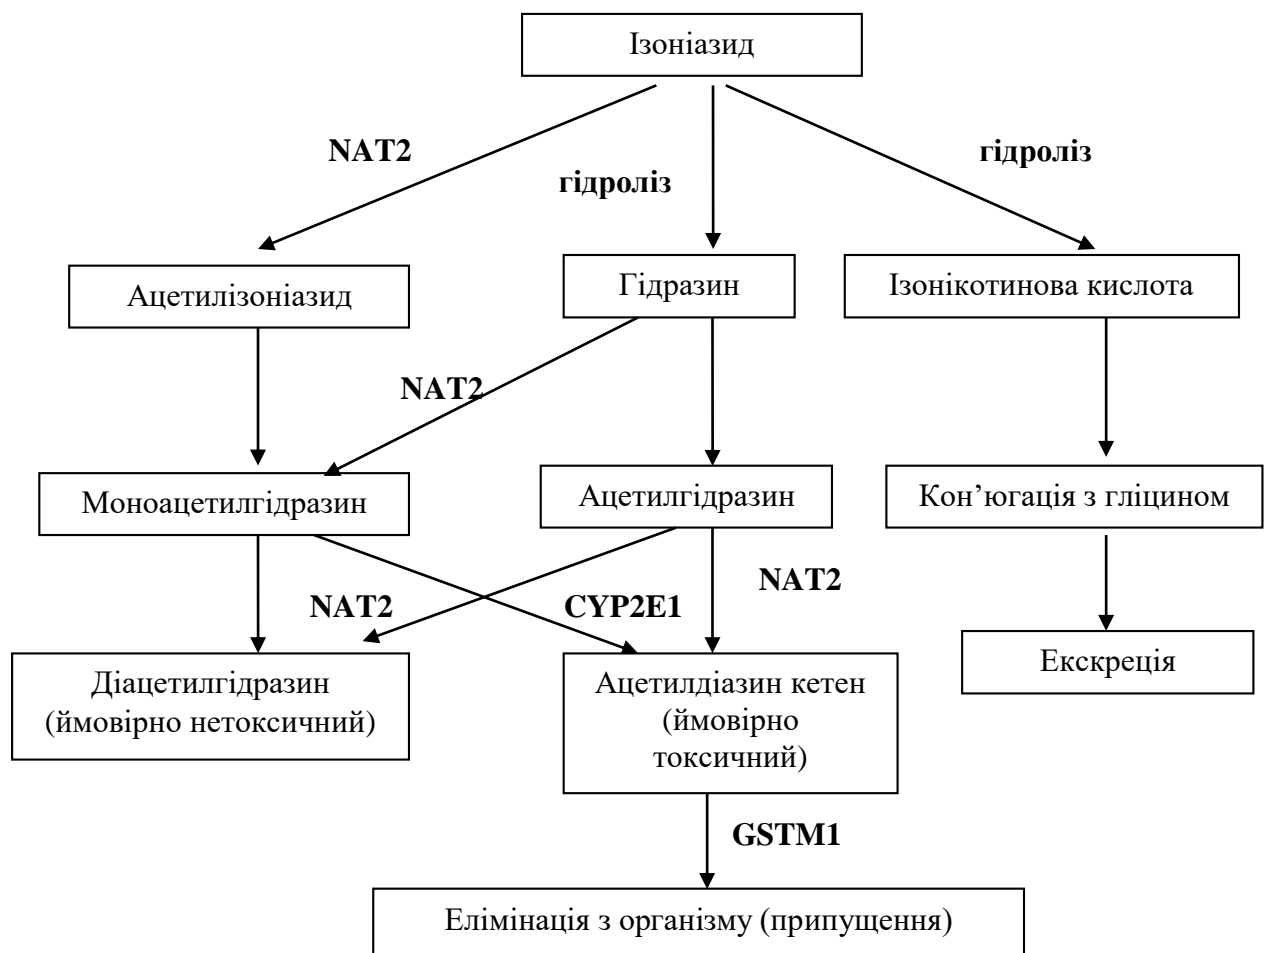 Ізоніазид
NAT2
гідроліз
гідроліз
Ацетилізоніазид
Гідразин
Ізонікотинова кислота
NAT2
Моноацетилгідразин
Ацетилгідразин
Кон’югація з гліцином
NAT2
CYP2E1
NAT2
Діацетилгідразин
(ймовірно нетоксичний)
Ацетилдіазин кетен
(ймовірно
токсичний)
Екскреція
GSTM1
Елімінація з організму (припущення)